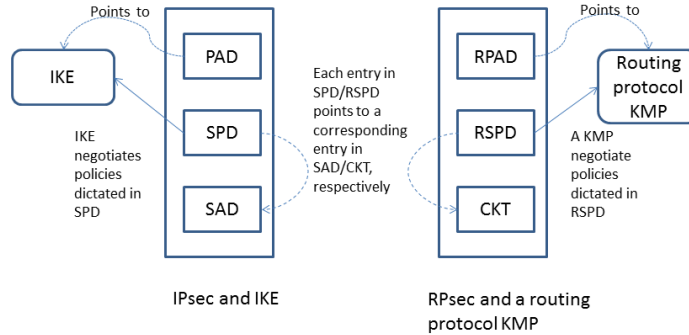 Points to
Points to
IKE
PAD
SPD
SAD
IKE
negotiates
policies
dictated in
SPD
Each entry in
SPD/RSPD
points to a
corresponding
entry in
SAD/CKT,
respectively
RPAD
RSPD
CKT
Routing
protocol
KMP
A KMP
negotiate
policies
dictated in
RSPD
IPsec and IKE
RPsec and a routing
protocol KMP